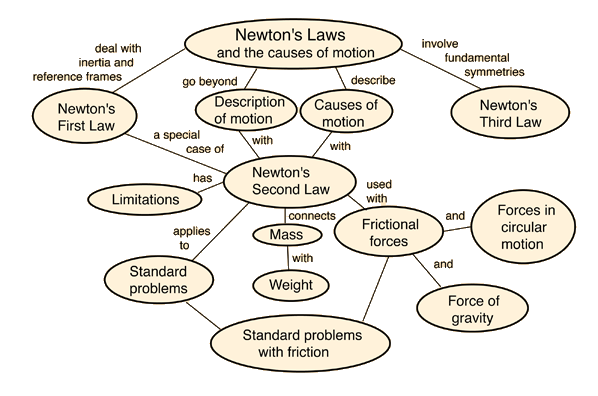 Newton's Laws
and the causes of motion
deal with
inertia and
reference frames
involve
fundamental
symmetries
go beyond
describe
Newton's
First Law
Description
of motion
Causes of
motion
Newton's
Third Law
a special
case of
with
with
has
Newton's
Second Law
used
with
Limitations
connects
Mass
Frictional
forces
and
Forces in
circular
motion
applies
to
with
and
Standard
problems
Weight
Force of
gravity
Standard problems
with friction